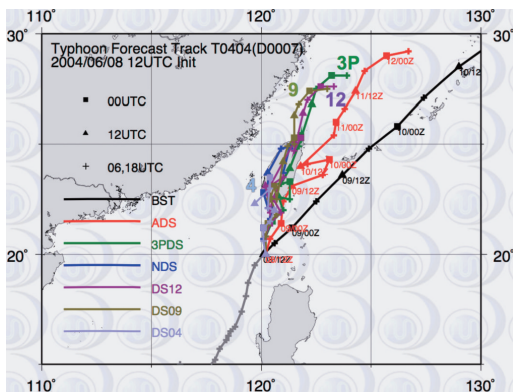 110° 120° 130°
30° 30°
Typhoon Forecast Track T0404(D0007)
2004/06/08 12UTC Init
3P
9
12
00UTC
12UTC
06,18UTC
12/00Z
10/12
11/12Z
11/00Z
10/00Z
10/00Z
10/12Z
09/12Z
09/12Z
09/00Z
08/12Z
BST
ADS
3PDS
NDS
DS12
DS09
DS04
20° 20°
110° 120° 130°